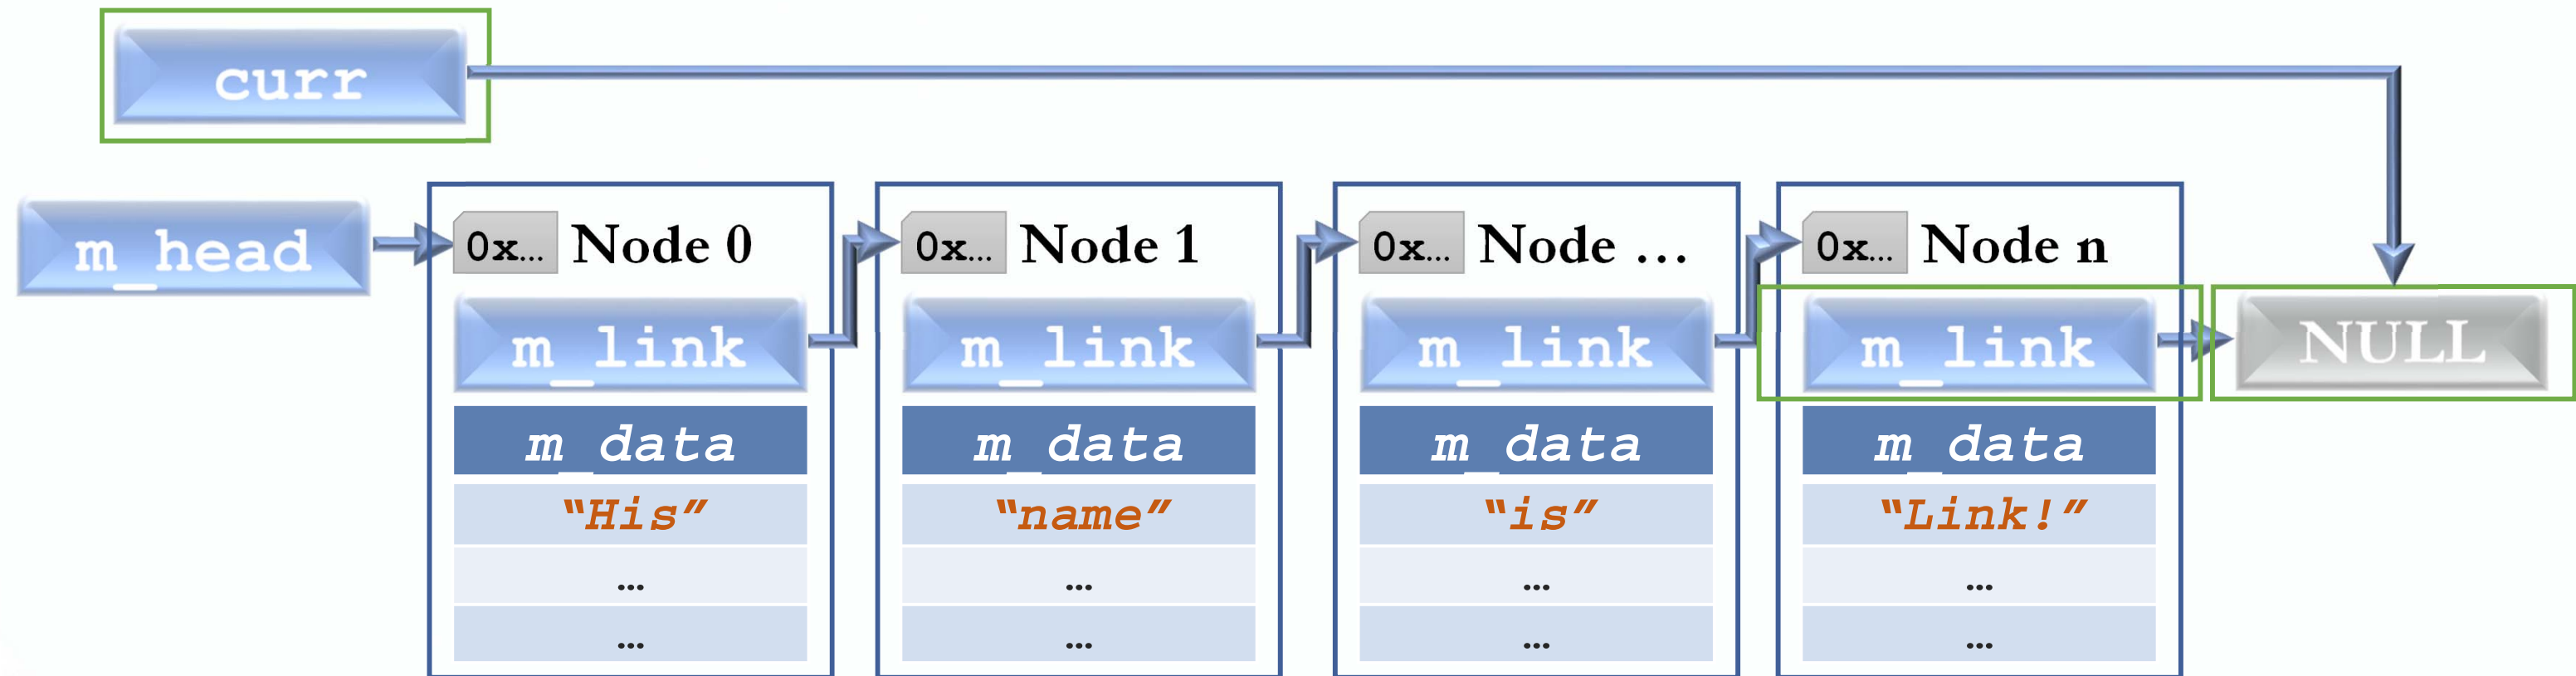 curr
m_head
0x... Node 0
m_link
m_data
“His”
...
...
0x... Node 1
m_link
m_data
“name”
...
...
0x... Node …
m_link
m_data
“is”
...
...
0x... Node n
m_link
m_data
“Link!”
...
...
NULL